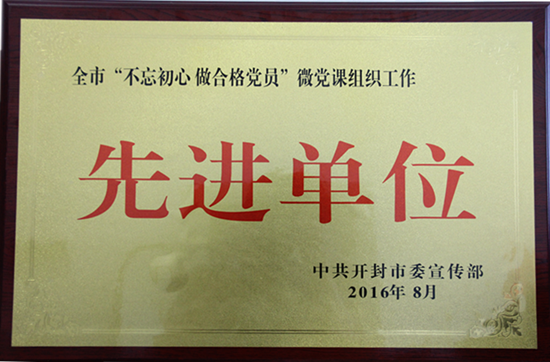 全市“不忘初心 做合格党员”微党课组织工作
先进单位
中共开封市委宣传部
2016年 8月